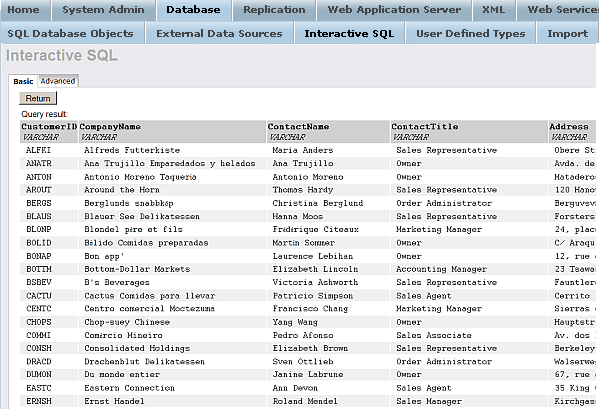 Home System Admin Database Replication Web Application Server XML Web Service
SQL Database Objects External Data Sources Interactive SQL User Defined Types Import
Interactive SQL
Basic Advanced
Return
Query result:
CustomerID CompanyName ContactName ContactTitle Address
VARCHAR VARCHAR VARCHAR VARCHAR VARCHAR
ALFKI Alfreds Futterkiste Maria Anders Sales Representative Obere St
ANATR Ana Trujillo Emparedados y helados Ana Trujillo Owner Avda. de
ANTON Antonio Moreno Taqueria Antonio Moreno Owner Matadero
AROUT Around the Horn Thomas Hardy Sales Representative 120 Hano
BERGS Berglunds snabbkøp Christina Berglund Order Administrator Berguvsv
BLAUS Blauer See Delikatessen Hanna Moos Sales Representative Forsters
BLONP Blondel père et fils Frédérique Citeaux Marketing Manager 24, plac
BOLID Bólido Comidas preparadas Martin Sommer Owner C/ Araqu
BONAP Bon app' Laurence Lebihan Owner 12, rue
BOTTM Bottom-Dollar Markets Elizabeth Lincoln Accounting Manager 23 Tsawa
BSBEV B's Beverages Victoria Ashworth Sales Representative Fauntler
CACTU Cactus Comidas para llevar Patricio Simpson Sales Agent Cerrito
CENTC Centro comercial Moctezuma Francisco Chang Marketing Manager Sierras
CHOPS Chop-suey Chinese Yang Wang Owner Hauptstr
COMMI Comércio Mineiro Pedro Afonso Sales Associate Av. dos
CONSH Consolidated Holdings Elizabeth Brown Sales Representative Berkeley
DRACD Drachenblut Delikatessen Sven Ottlieb Order Administrator Walserwe
DUMON Du monde entier Janine Labrune Owner 67, rue
EASTC Eastern Connection Ann Devon Sales Agent 35 King
ERNSH Ernst Handel Roland Mendel Sales Manager Kirchgas